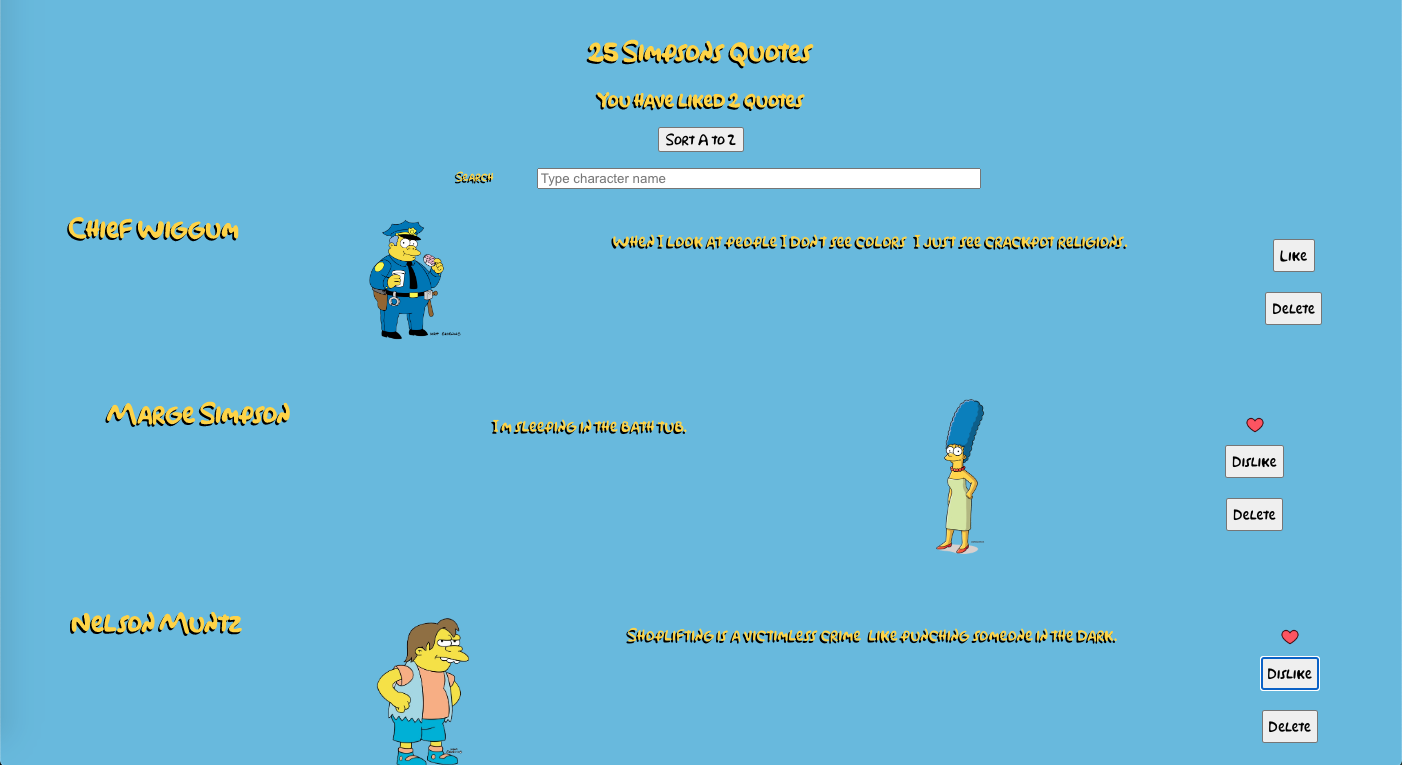 25 Simpsons Quotes
You have liked 2 quotes
Sort A to Z
Search
Type character name
Chief Wiggum
When I look at people I dont see colors I just see crackpot religions.
Like
Delete
Marge Simpson
Im sleeping in the bath tub.
Dislike
Delete
Nelson Muntz
Shoplifting is a victimless crime like punching someone in the dark.
Dislike
Delete